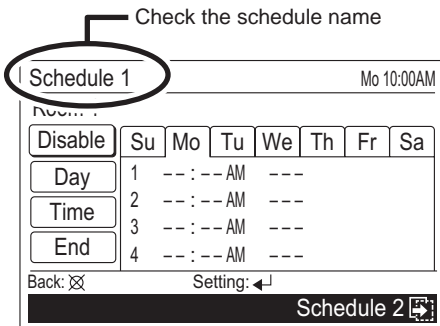 Check the schedule name
Schedule 1 Mo 10:00AM
Disable Su Mo Tu We Th Fr Sa
Day 1 --:-- AM ---
Time 2 --:-- AM ---
3 --:-- AM ---
End 4 --:-- AM ---
Back: Setting:
Schedule 2